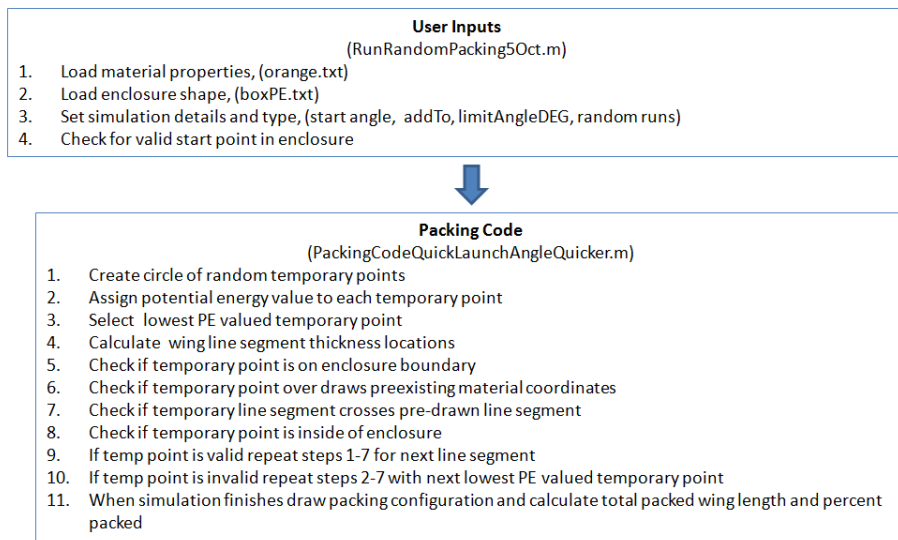 User Inputs
(RunRandomPacking5Oct.m)
1. Load material properties, (orange.txt)
2. Load enclosure shape, (boxPE.txt)
3. Set simulation details and type, (start angle, addTo, limitAngleDEG, random runs)
4. Check for valid start point in enclosure
Packing Code
(PackingCodeQuickLaunchAngleQuicker.m)
1. Create circle of random temporary points
2. Assign potential energy value to each temporary point
3. Select lowest PE valued temporary point
4. Calculate wing line segment thickness locations
5. Check if temporary point is on enclosure boundary
6. Check if temporary point over draws preexisting material coordinates
7. Check if temporary line segment crosses pre-drawn line segment
8. Check if temporary point is inside of enclosure
9. If temp point is valid repeat steps 1-7 for next line segment
10. If temp point is invalid repeat steps 2-7 with next lowest PE valued temporary point
11. When simulation finishes draw packing configuration and calculate total packed wing length and percent
packed